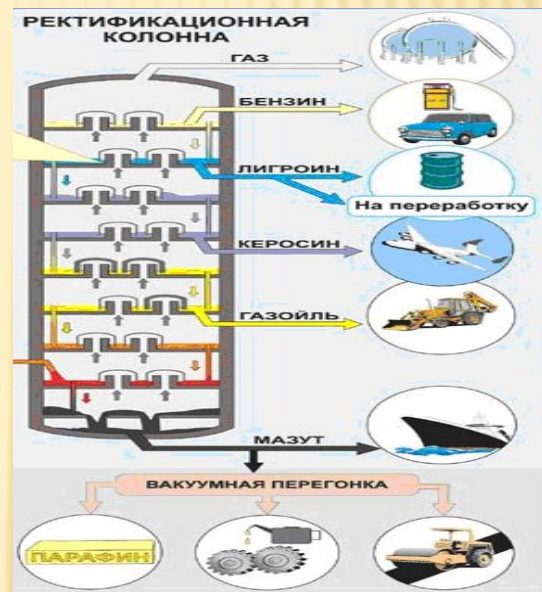 РЕКТИФИКАЦИОННАЯ
КОЛОННА
ГАЗ
БЕНЗИН
ЛИГРОИН
На переработку
КЕРОСИН
ГАЗОЙЛЬ
МАЗУТ
ВАКУУМНАЯ ПЕРЕГОНКА
ПАРАФИН